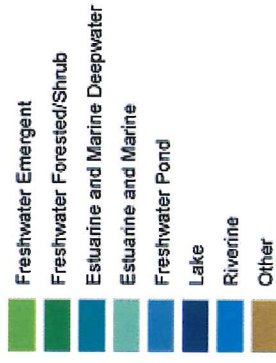 Freshwater Emergent
Freshwater Forested/Shrub
Estuarine and Marine Deepwater
Estuarine and Marine
Freshwater Pond
Lake
Riverine
Other